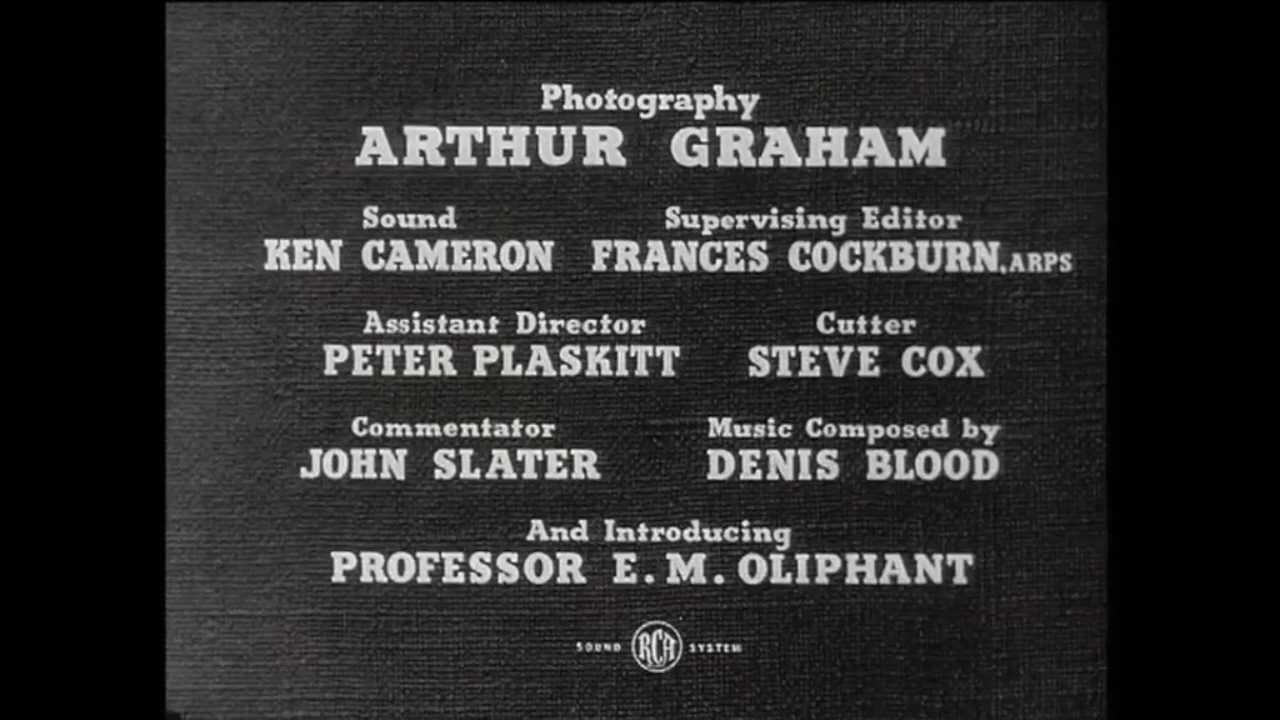 Photography
ARTHUR GRAHAM
Sound Supervising Editor
KEN CAMERON FRANCES COCKBURN, ARPS
Assistant Director Cutter
PETER PLASKITT STEVE COX
Commentator Music Composed by
JOHN SLATER DENIS BLOOD
And Introducing
PROFESSOR E. M. OLIPHANT
SOUND RCA SYSTEM